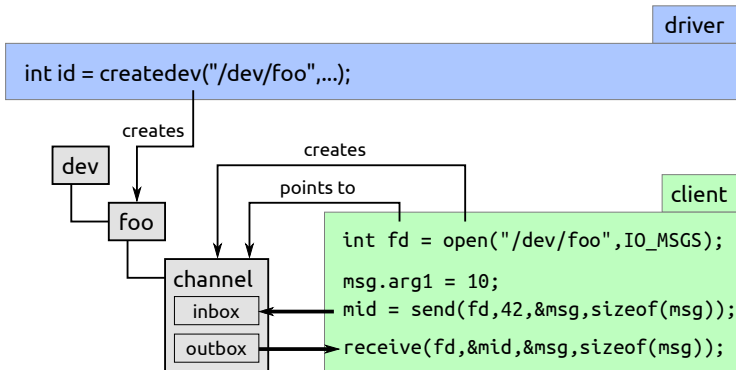 driver
int id = createdev("/dev/foo",...);
creates
dev
creates
points to
foo
client
int fd = open("/dev/foo",IO_MSGS);
channel
msg.arg1 = 10;
inbox
mid = send(fd,42,&msg,sizeof(msg));
outbox
receive(fd,&mid,&msg,sizeof(msg));